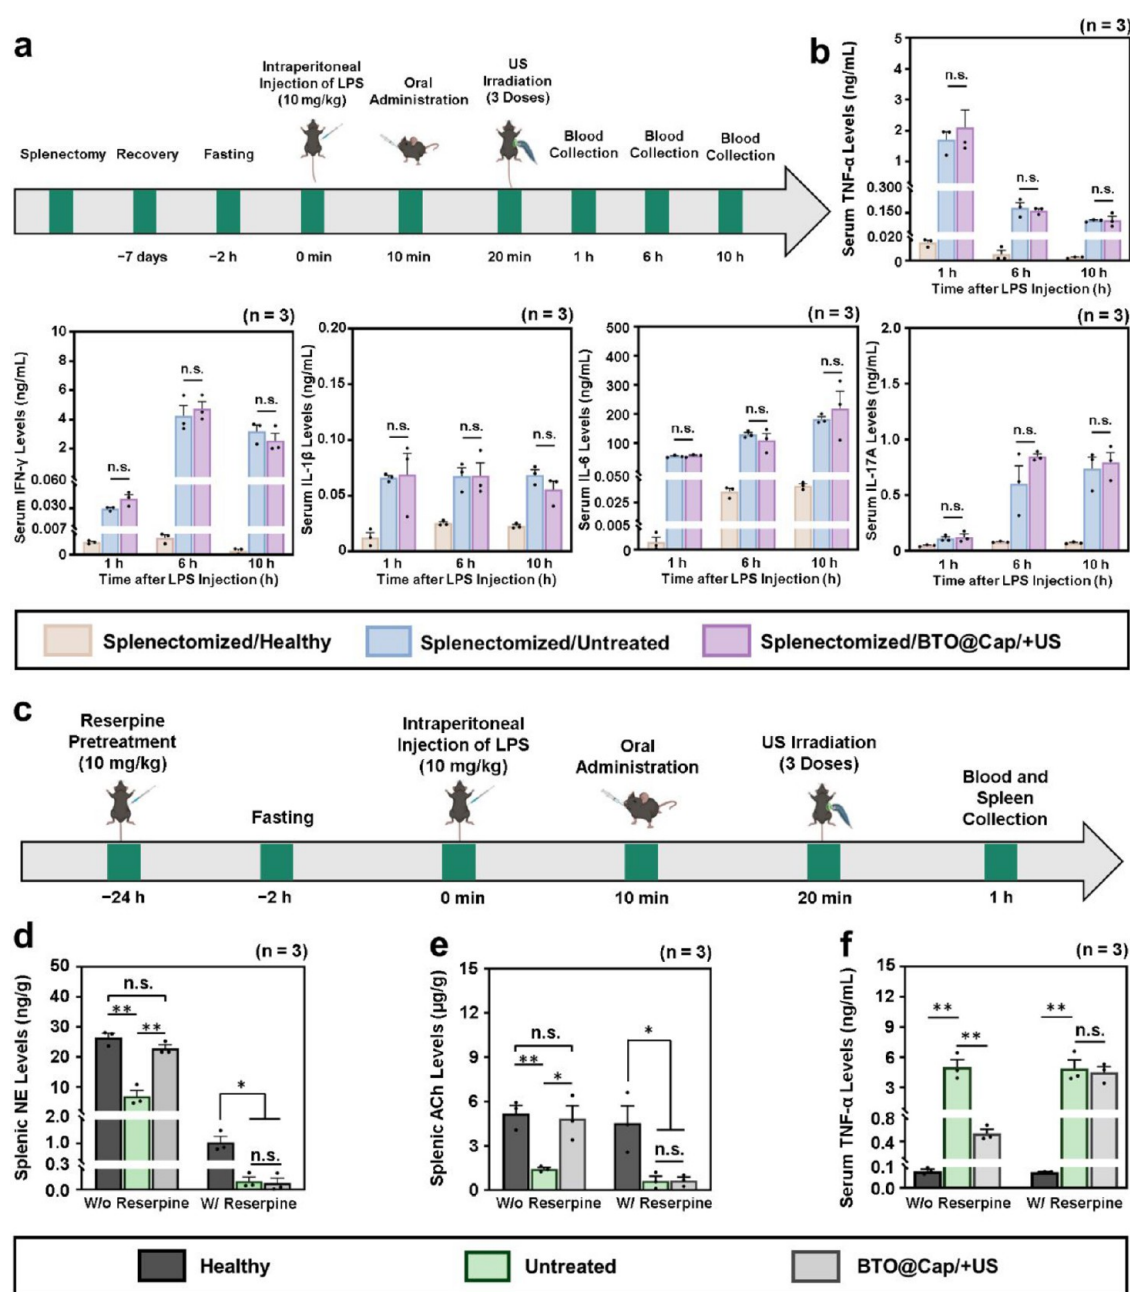 a
Intraperitoneal
Injection of LPS
(10 mg/kg)
Oral
Administration
US
Irradiation
(3 Doses)
Splenectomy
Recovery
Fasting
Blood
Collection
Blood
Collection
Blood
Collection
−7 days
−2 h
0 min
10 min
20 min
1 h
6 h
10 h
b
(n = 3)
Serum TNF-α Levels (ng/mL)
5
4
3
2
1
0.300
0.150
0.020
0
n.s.
n.s.
n.s.
1 h
6 h
10 h
Time after LPS Injection (h)
(n = 3)
Serum IFN-γ Levels (ng/mL)
10
8
6
4
2
0.060
0.030
0.007
0
n.s.
n.s.
n.s.
1 h
6 h
10 h
Time after LPS Injection (h)
(n = 3)
Serum IL-1β Levels (ng/mL)
0.20
0.15
0.10
0.05
0
n.s.
n.s.
n.s.
1 h
6 h
10 h
Time after LPS Injection (h)
(n = 3)
Serum IL-6 Levels (ng/mL)
500
400
300
200
100
0.050
0.025
0.005
0
n.s.
n.s.
n.s.
1 h
6 h
10 h
Time after LPS Injection (h)
(n = 3)
Serum IL-17A Levels (ng/mL)
2.0
1.5
1.0
0.5
0
n.s.
n.s.
n.s.
1 h
6 h
10 h
Time after LPS Injection (h)
Splenectomized/Healthy
Splenectomized/Untreated
Splenectomized/BTO@Cap/+US
c
Reserpine
Pretreatment
(10 mg/kg)
Fasting
Intraperitoneal
Injection of LPS
(10 mg/kg)
Oral
Administration
US Irradiation
(3 Doses)
Blood and
Spleen
Collection
−24 h
−2 h
0 min
10 min
20 min
1 h
d
(n = 3)
Splenic NE Levels (ng/g)
50
40
30
20
10
2.0
1.0
0.3
0.0
n.s.
**
**
*
n.s.
W/o Reserpine
W/ Reserpine
e
(n = 3)
Splenic ACh Levels (µg/g)
15
12
9
6
3
0
n.s.
**
*
*
n.s.
W/o Reserpine
W/ Reserpine
f
(n = 3)
Serum TNF-α Levels (ng/mL)
15
12
9
6
3
0.8
0.4
0.1
0.0
**
**
**
n.s.
W/o Reserpine
W/ Reserpine
Healthy
Untreated
BTO@Cap/+US